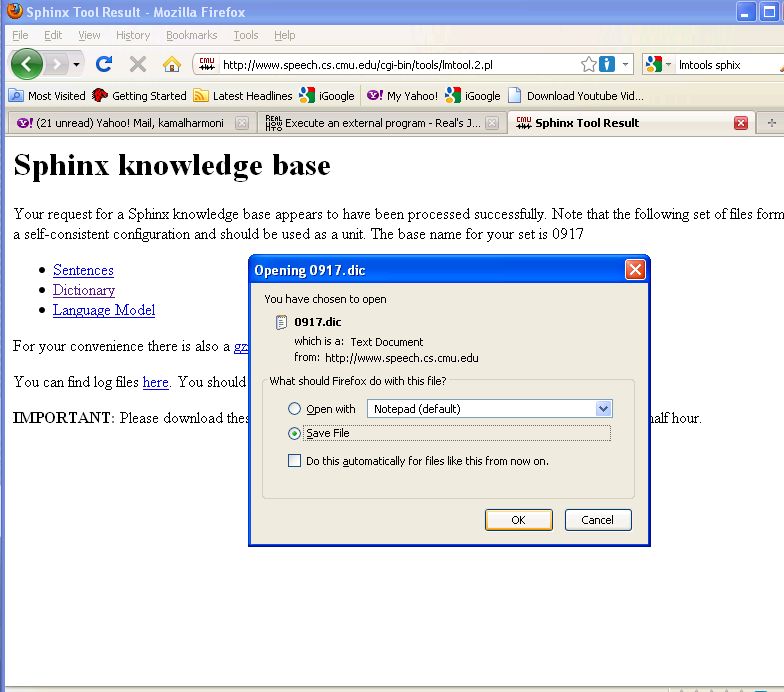 Sphinx Tool Result - Mozilla Firefox
File Edit View History Bookmarks Tools Help
http://www.speech.cs.cmu.edu/cgi-bin/tools/lmtool.2.pl lmtools sphix
Most Visited Getting Started Latest Headlines iGoogle My Yahoo! iGoogle Download Youtube Vid...
(21 unread) Yahoo! Mail, kamalharmoni Execute an external program - Real's J... Sphinx Tool Result
Sphinx knowledge base
Your request for a Sphinx knowledge base appears to have been processed successfully. Note that the following set of files form
a self-consistent configuration and should be used as a unit. The base name for your set is 0917
Sentences
Dictionary
Language Model
For your convenience there is also a gz
You can find log files here. You should
IMPORTANT: Please download thes half hour.
Opening 0917.dic
You have chosen to open
0917.dic
which is a: Text Document
from: http://www.speech.cs.cmu.edu
What should Firefox do with this file?
Open with Notepad (default)
Save File
Do this automatically for files like this from now on.
OK Cancel